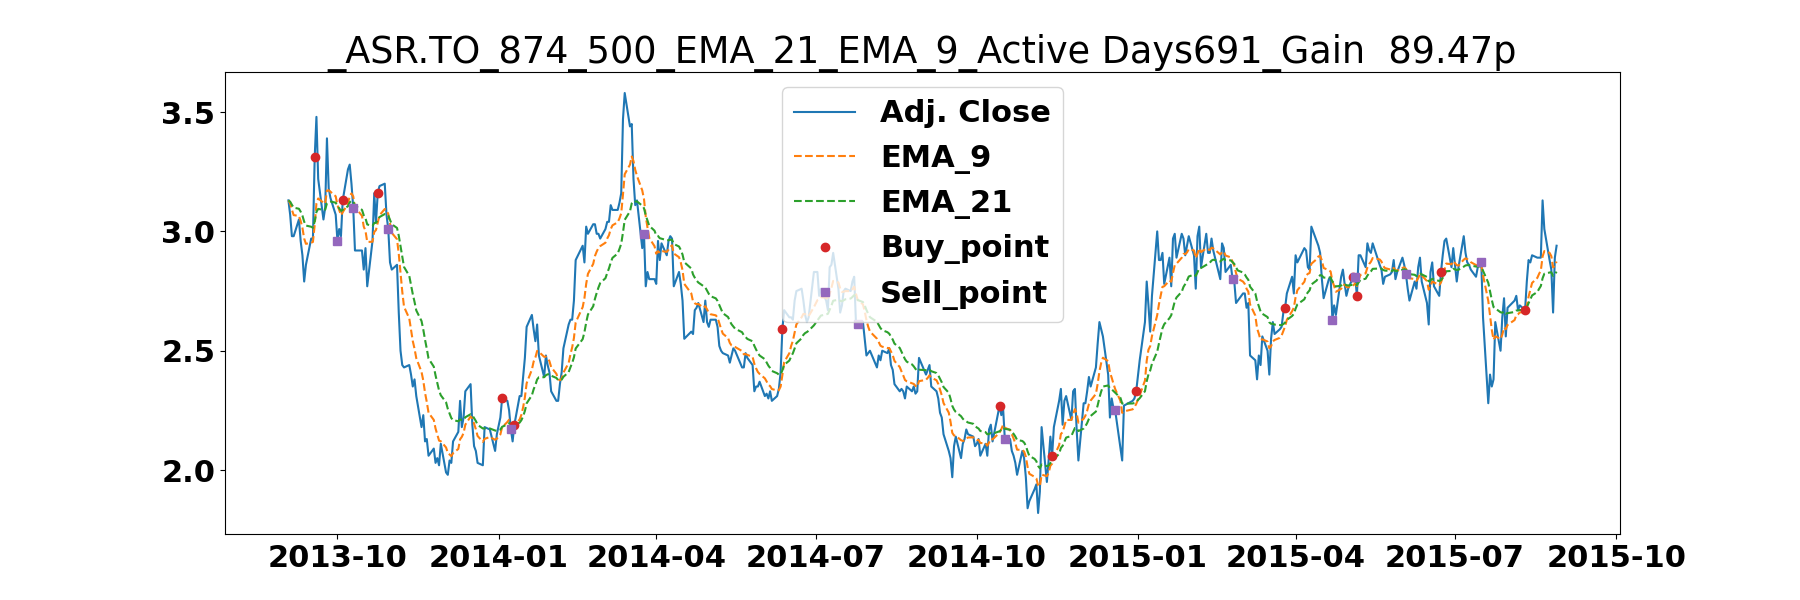 _ASR.TO_874_500_EMA_21_EMA_9_Active Days691_Gain  89.47p
3.5
3.0
2.5
2.0
Adj. Close
EMA_9
EMA_21
Buy_point
Sell_point
2013-10 2014-01 2014-04 2014-07 2014-10 2015-01 2015-04 2015-07 2015-10